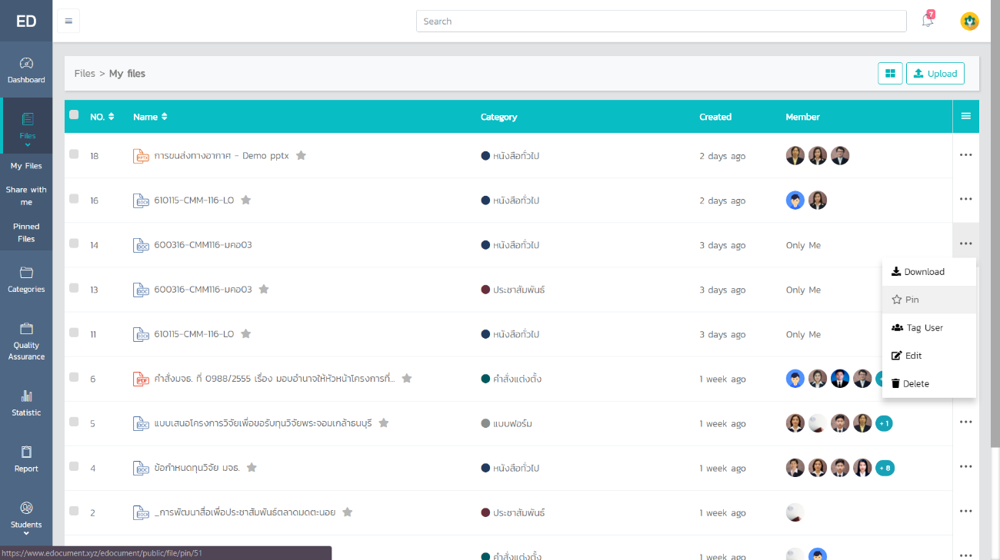 ED
Search
7
Dashboard
Files
My Files
Share with
me
Pinned
Files
Categories
Quality
Assurance
Statistic
Report
Students
Files > My files
Upload
NO. Name Category Created Member
18 PPTX การขนส่งทางอากาศ - Demo pptx หนังสือทั่วไป 2 days ago
16 DOCX 610115-CMM-116-LO หนังสือทั่วไป 2 days ago
14 DOC 600316-CMM116-มคอ03 หนังสือทั่วไป 3 days ago Only Me
13 DOC 600316-CMM116-มคอ03 ประชาสัมพันธ์ 3 days ago Only Me
11 DOCX 610115-CMM-116-LO หนังสือทั่วไป 3 days ago Only Me
6 PDF คำสั่งมจธ. ที่ 0988/2555 เรื่อง มอบอำนาจให้หัวหน้าโครงการที่... คำสั่งแต่งตั้ง 1 week ago
5 DOC แบบเสนอโครงการวิจัยเพื่อขอรับทุนวิจัยพระจอมเกล้าธนบุรี แบบฟอร์ม 1 week ago + 1
4 DOC ข้อกำหนดทุนวิจัย มจธ. หนังสือทั่วไป 1 week ago + 8
2 DOCX _การพัฒนาสื่อเพื่อประชาสัมพันธ์ตลาดมดตะนอย ประชาสัมพันธ์ 1 week ago
คำสั่งแต่งตั้ง
Download
Pin
Tag User
Edit
Delete
https://www.edocument.xyz/edocument/public/file/pin/51